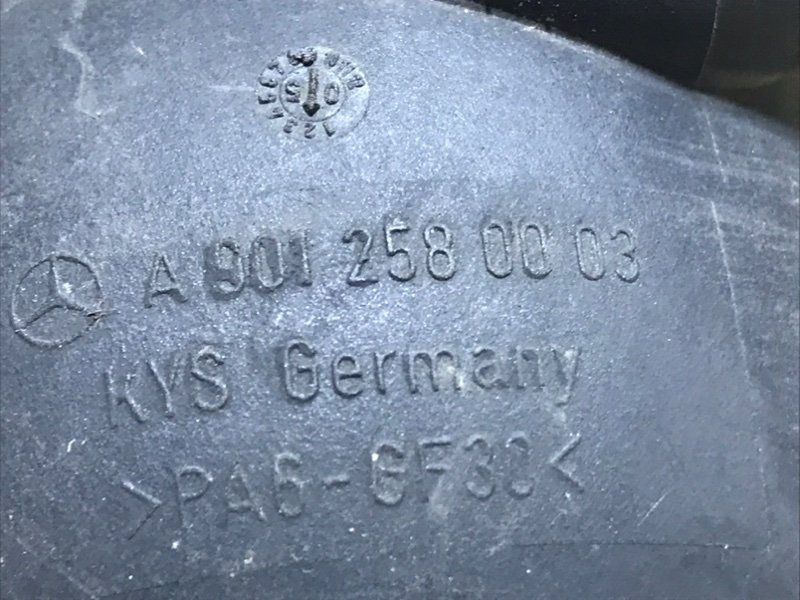 A 901 258 00 03
KYS Germany
>PA6-GF30<